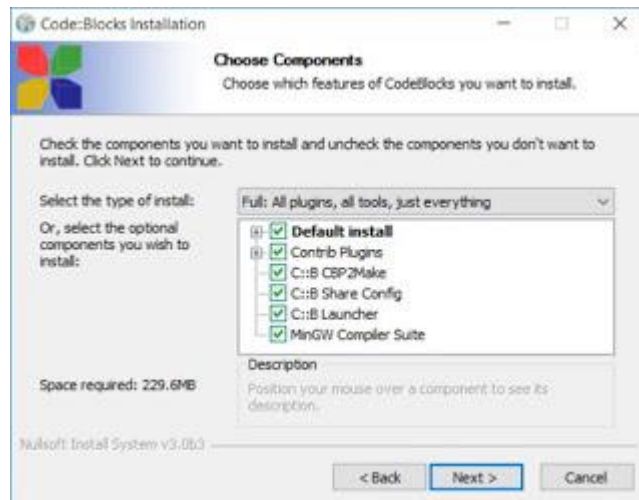 Code::Blocks Installation
Choose Components
Choose which features of CodeBlocks you want to install.
Check the components you want to install and uncheck the components you don't want to
install. Click Next to continue.
Select the type of install:
Full: All plugins, all tools, just everything
Or, select the optional
components you wish to
install:
Default install
Contrib Plugins
C::B CBP2Make
C::B Share Config
C::B Launcher
MinGW Compiler Suite
Space required: 229.6MB
Description
Position your mouse over a component to see its
description.
Nullsoft Install System v3.0b3
< Back
Next >
Cancel